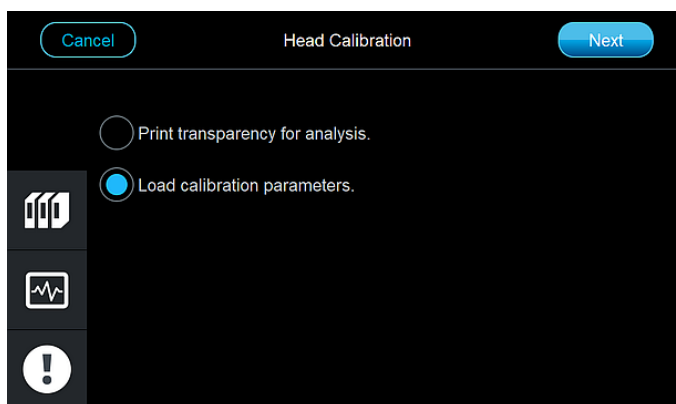 Cancel
Head Calibration
Next
Print transparency for analysis.
Load calibration parameters.